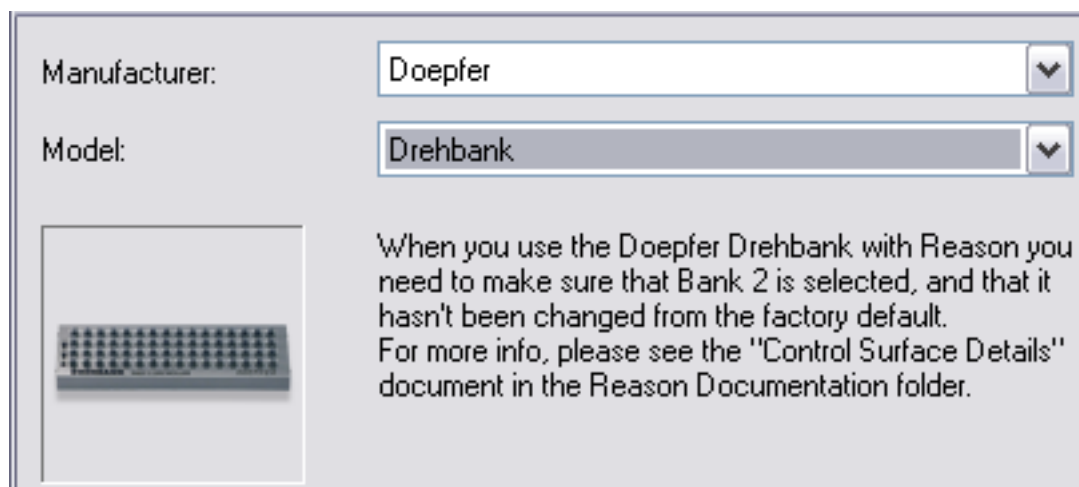 Manufacturer: Doepfer
Model: Drehbank
When you use the Doepfer Drehbank with Reason you
need to make sure that Bank 2 is selected, and that it
hasn't been changed from the factory default.
For more info, please see the "Control Surface Details"
document in the Reason Documentation folder.